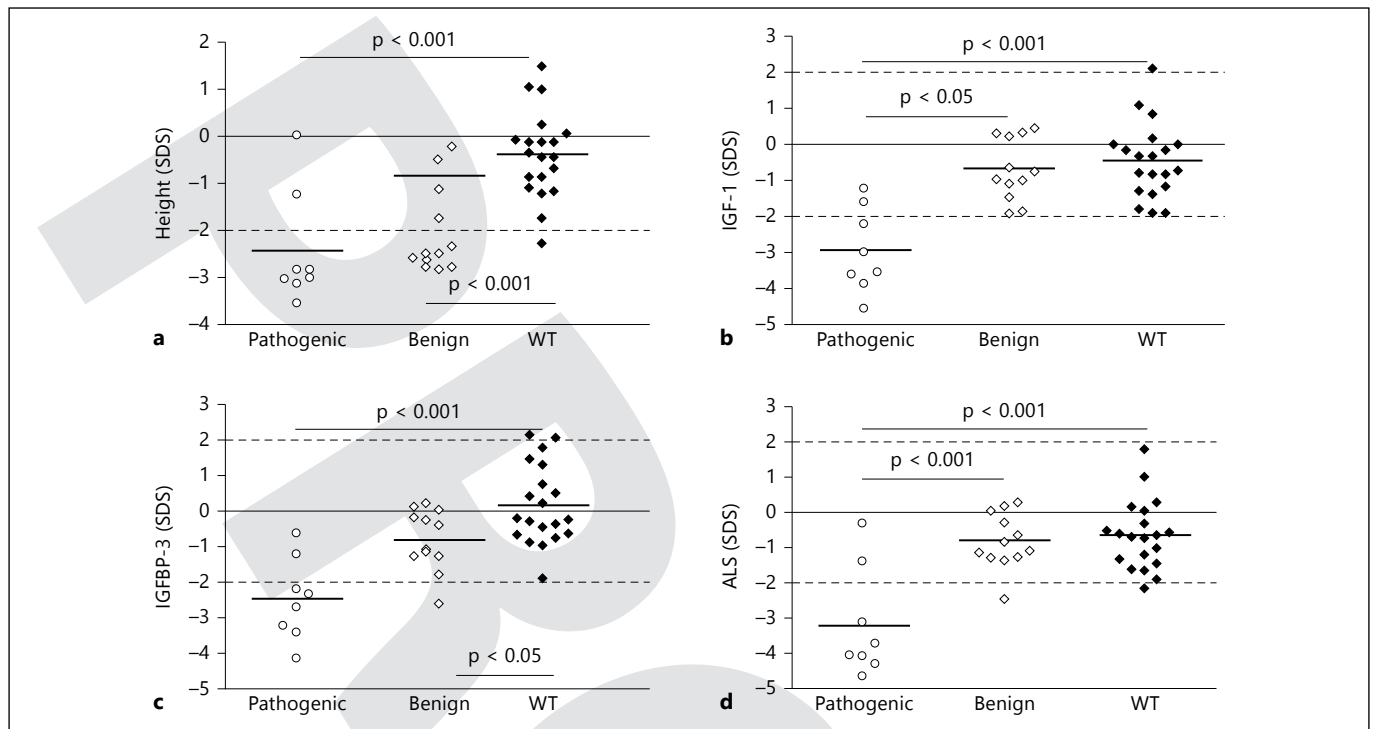 2
1
0
−1
−2
−3
−4
Height (SDS)
p < 0.001
p < 0.001
Pathogenic Benign WT
a
3
2
1
0
−1
−2
−3
−4
−5
IGF-1 (SDS)
p < 0.001
p < 0.05
Pathogenic Benign WT
b
3
2
1
0
−1
−2
−3
−4
−5
IGFBP-3 (SDS)
p < 0.001
p < 0.05
Pathogenic Benign WT
c
3
2
1
0
−1
−2
−3
−4
−5
ALS (SDS)
p < 0.001
p < 0.001
Pathogenic Benign WT
d